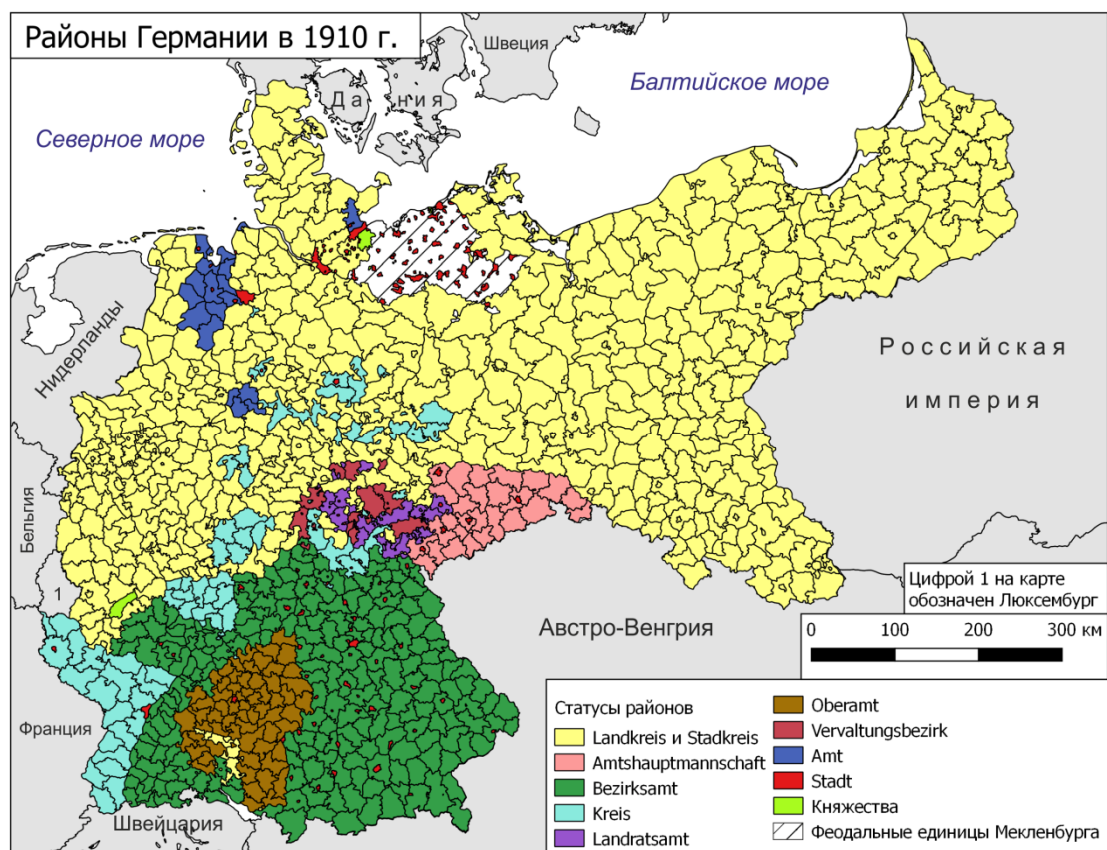 Районы Германии в 1910 г.
Швеция
Дания
Балтийское море
Северное море
Нидерланды
Российская
империя
Бельгия
1
Цифрой 1 на карте
обозначен Люксембург
0 100 200 300 км
Австро-Венгрия
Франция
Швейцария
Статусы районов
Landkreis и Stadkreis
Amtshauptmannschaft
Bezirksamt
Kreis
Landratsamt
Oberamt
Vervaltungsbezirk
Amt
Stadt
Княжества
Феодальные единицы Мекленбурга